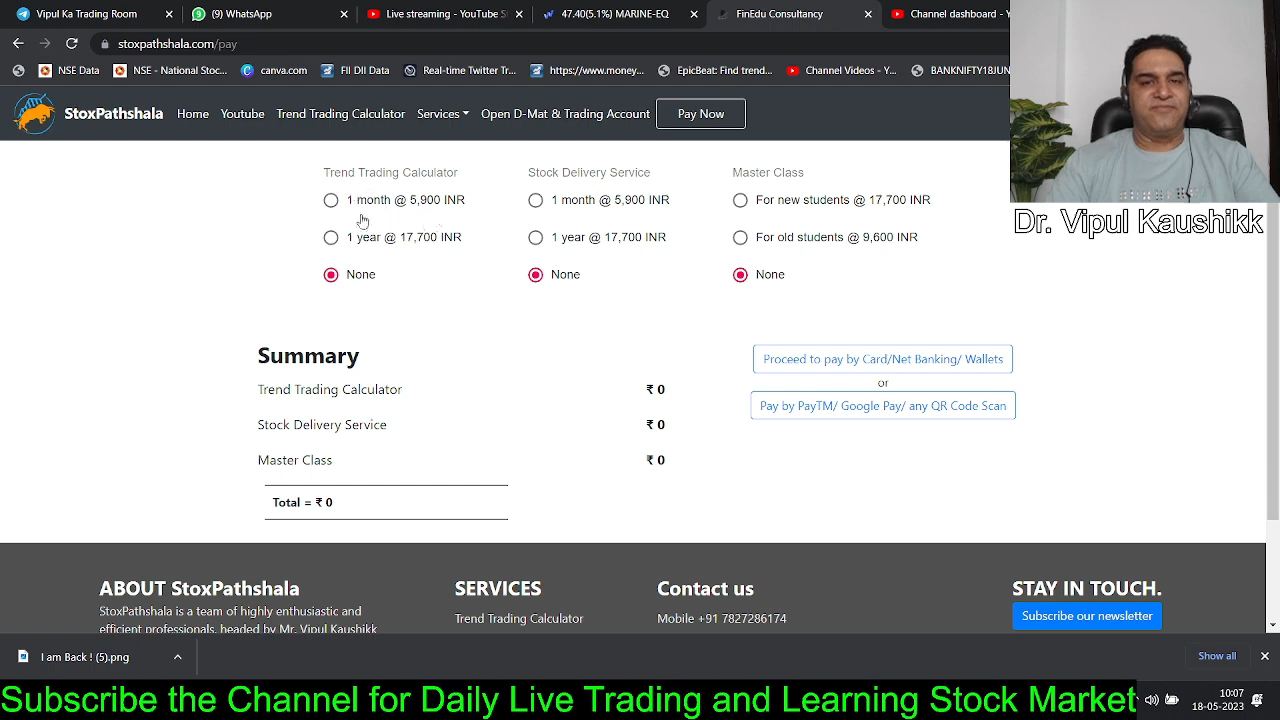 Vipul Ka Trading Room
(9) WhatsApp
Live streaming - YouTube S
47.40(5.1%) MARINE-EQ
FinEdu Consultancy
Channel dashboard - Y
stoxpathshala.com/pay
NSE Data
NSE - National Stoc...
canva.com
FII DII Data
Research
https://www.money...
EpicBeat: Find trend...
Channel Videos - Y...
BANKNIFTY18JUN
StoxPathshala
Home
Youtube
Trend Trading Calculator
Services
Open D-Mat & Trading Account
Pay Now
Trend Trading Calculator
1 month @ 5,900 INR
1 year @ 17,700 INR
None
Stock Delivery Service
1 month @ 5,900 INR
1 year @ 17,700 INR
None
Master Class
For new students @ 17,700 INR
For old students @ 9,600 INR
None
Dr. Vipul Kaushikk
Summary
Trend Trading Calculator ₹ 0
Stock Delivery Service ₹ 0
Master Class ₹ 0
Total = ₹ 0
Proceed to pay by Card/Net Banking/ Wallets
or
Pay by PayTM/ Google Pay/ any QR Code Scan
ABOUT StoxPathshala
StoxPathshala is a team of highly enthusiastic and
efficient professionals, headed by Mr. Vipul Kaushik
SERVICES
Trend Trading Calculator
Contact us
Mobile +91 7827286174
STAY IN TOUCH.
Subscribe our newsletter
I am Back ! (5).png
Show all
Subscribe the Channel for Daily Live Trading and Learning Stock Market
10:07
18-05-2023